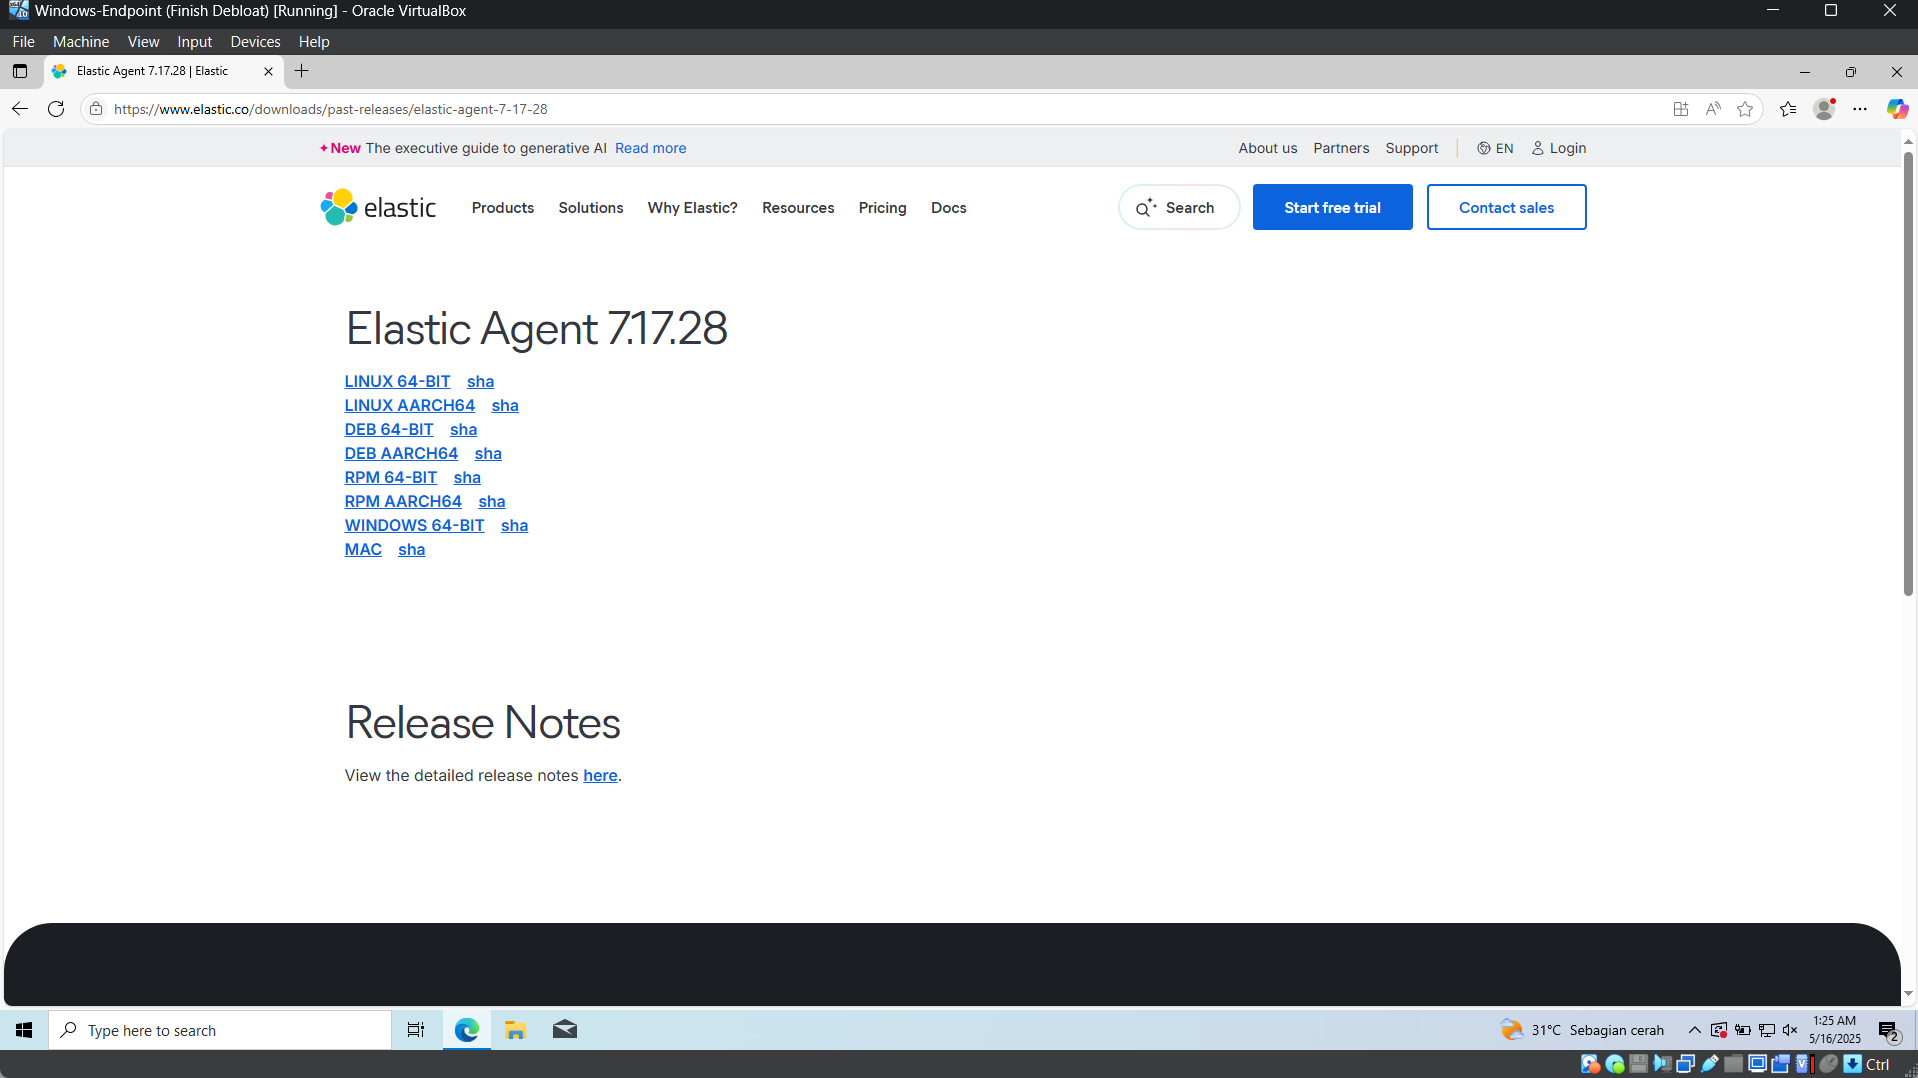 Windows-Endpoint (Finish Debloat) [Running] - Oracle VirtualBox
File Machine View Input Devices Help
Elastic Agent 7.17.28 | Elastic
https://www.elastic.co/downloads/past-releases/elastic-agent-7-17-28
New The executive guide to generative AI Read more
About us Partners Support EN Login
elastic Products Solutions Why Elastic? Resources Pricing Docs Search Start free trial Contact sales
Elastic Agent 7.17.28
LINUX 64-BIT sha
LINUX AARCH64 sha
DEB 64-BIT sha
DEB AARCH64 sha
RPM 64-BIT sha
RPM AARCH64 sha
WINDOWS 64-BIT sha
MAC sha
Release Notes
View the detailed release notes here.
Type here to search
31°C Sebagian cerah
1:25 AM
5/16/2025
2
Ctrl